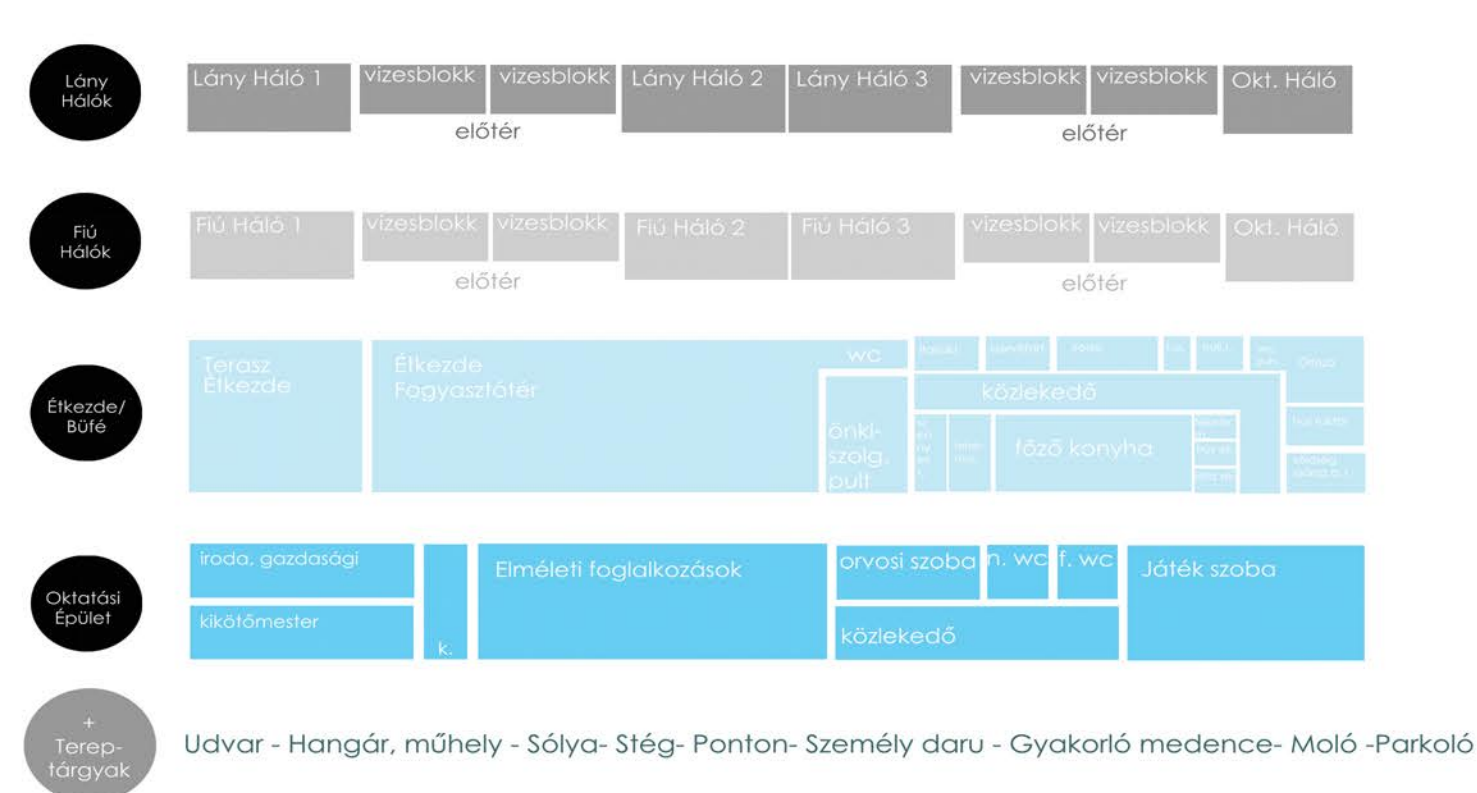 Lány
Hálók
Lány Háló 1
vizesblokk
vizesblokk
Lány Háló 2
Lány Háló 3
vizesblokk
vizesblokk
Okt. Háló
előtér
előtér
Fiú
Hálók
Fiú Háló 1
vizesblokk
vizesblokk
Fiú Háló 2
Fiú Háló 3
vizesblokk
vizesblokk
Okt. Háló
előtér
előtér
Étkezde/
Büfé
Terasz
Étkezde
Étkezde
Fogyasztótér
wc
közlekedő
önki-
szolg.
pult
főző konyha
Oktatási
Épület
iroda, gazdasági
kikötőmester
k.
Elméleti foglalkozások
orvosi szoba
n. wc
f. wc
közlekedő
Játék szoba
+
Terep-
tárgyak
Udvar - Hangár, műhely - Sólya- Stég- Ponton- Személy daru - Gyakorló medence- Moló -Parkoló